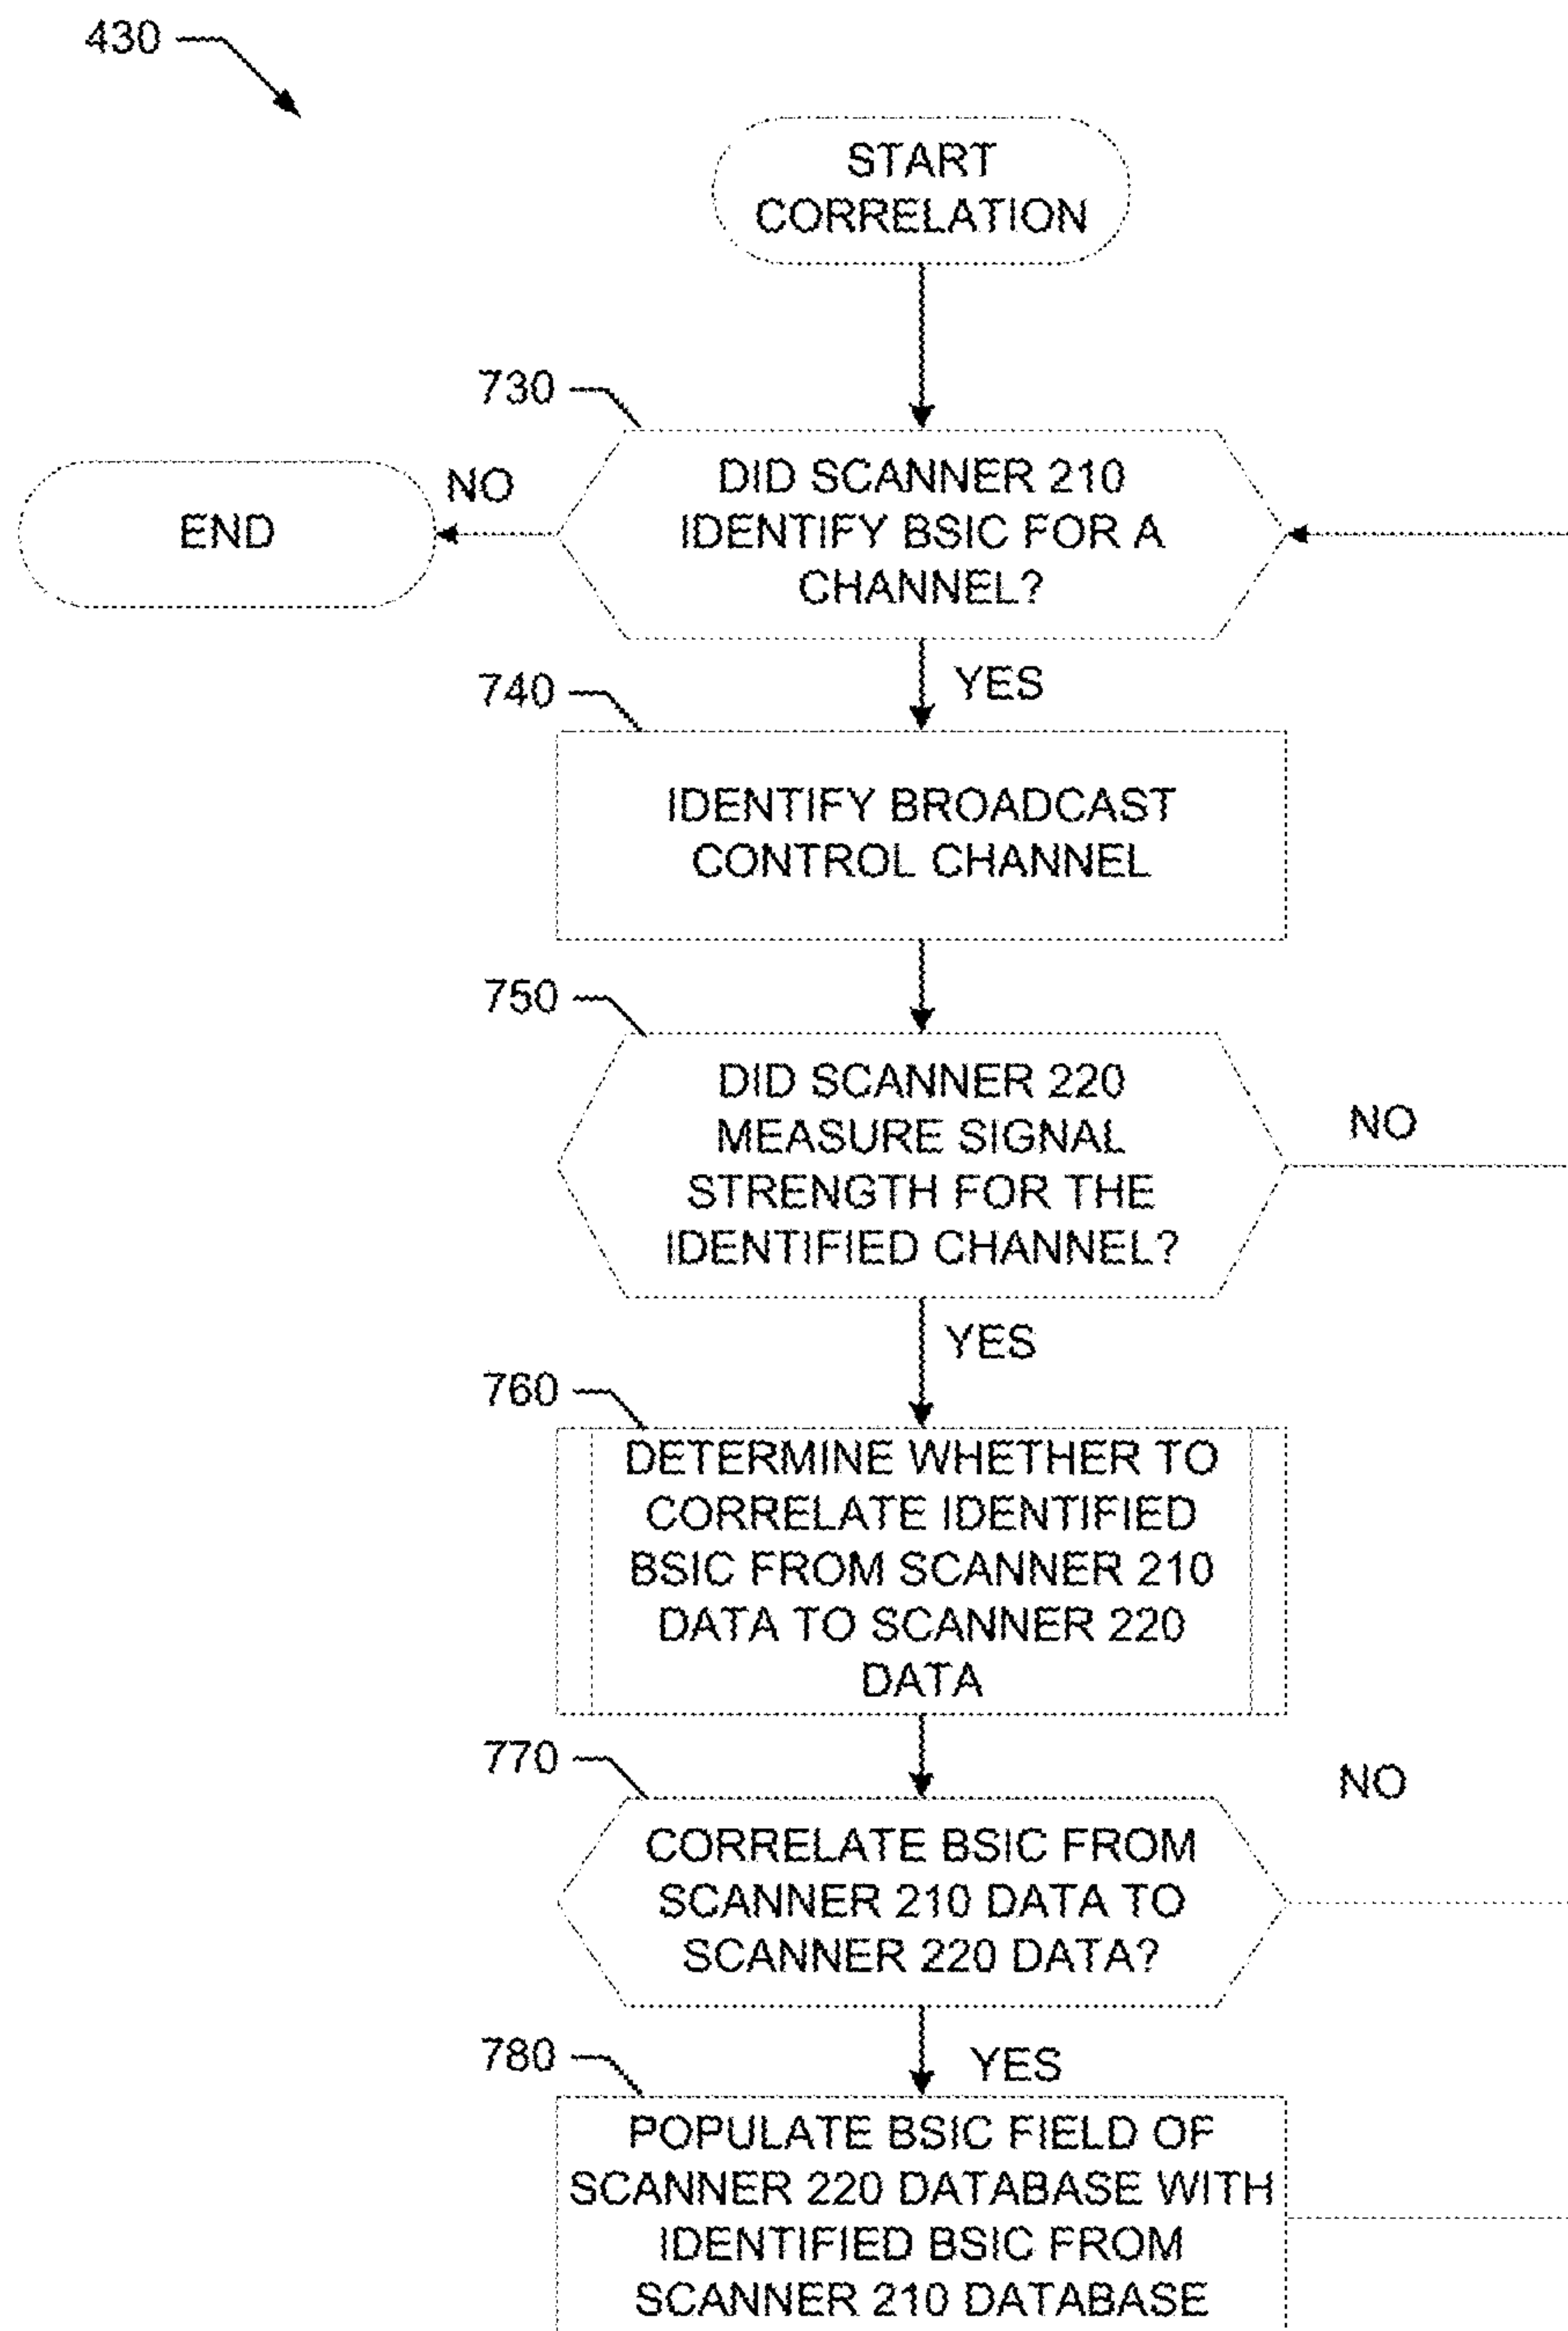 430
START
CORRELATION
730
DID SCANNER 210
IDENTIFY BSIC FOR A
CHANNEL?
NO
END
YES
740
IDENTIFY BROADCAST
CONTROL CHANNEL
750
DID SCANNER 220
MEASURE SIGNAL
STRENGTH FOR THE
IDENTIFIED CHANNEL?
NO
YES
760
DETERMINE WHETHER TO
CORRELATE IDENTIFIED
BSIC FROM SCANNER 210
DATA TO SCANNER 220
DATA
770
NO
CORRELATE BSIC FROM
SCANNER 210 DATA TO
SCANNER 220 DATA?
780
YES
POPULATE BSIC FIELD OF
SCANNER 220 DATABASE WITH
IDENTIFIED BSIC FROM
SCANNER 210 DATABASE